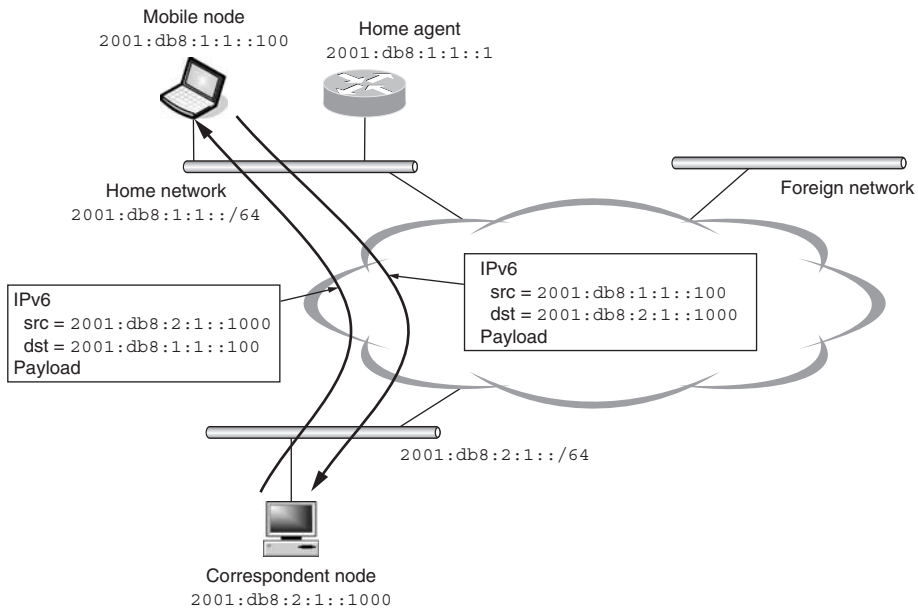 Mobile node
2001:db8:1:1::100
Home agent
2001:db8:1:1::1
Home network
2001:db8:1:1::/64
Foreign network
IPv6
src = 2001:db8:2:1::1000
dst = 2001:db8:1:1::100
Payload
IPv6
src = 2001:db8:1:1::100
dst = 2001:db8:2:1::1000
Payload
2001:db8:2:1::/64
Correspondent node
2001:db8:2:1::1000